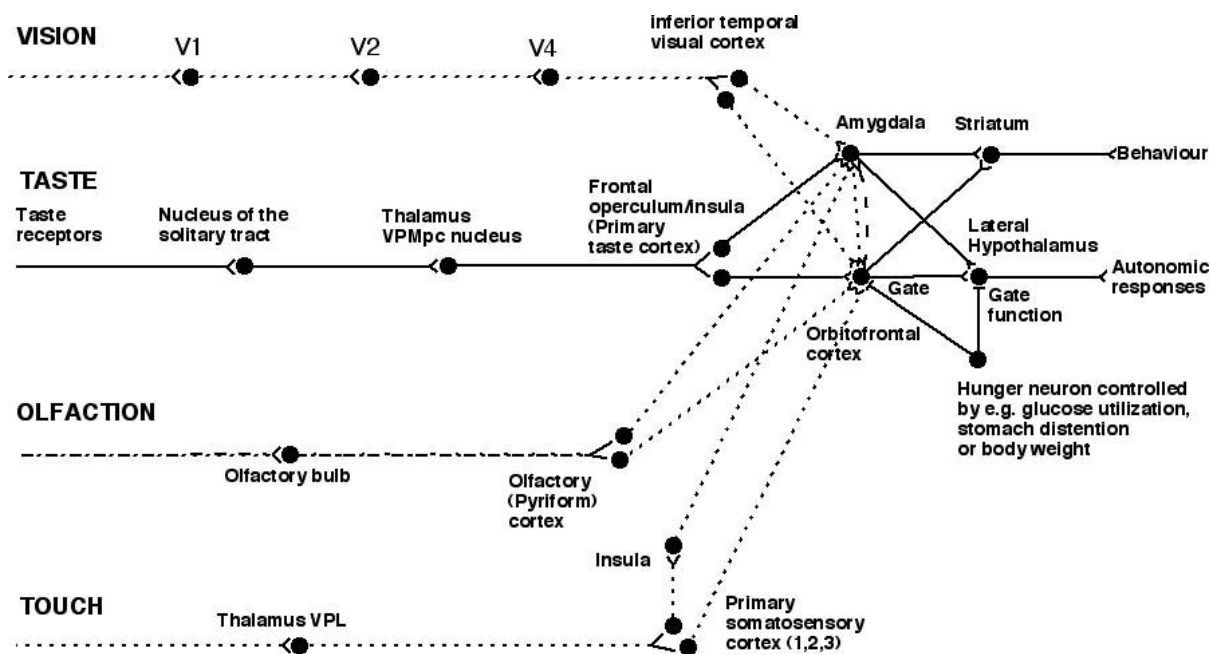 VISION
V1
V2
V4
inferior temporal
visual cortex
Amygdala
Striatum
Behaviour
TASTE
Taste
receptors
Nucleus of the
solitary tract
Thalamus
VPMpc nucleus
Frontal
operculum/Insula
(Primary
taste cortex)
Lateral
Hypothalamus
Gate
Gate
function
Autonomic
responses
Orbitofrontal
cortex
Hunger neuron controlled
by e.g. glucose utilization,
stomach distention
or body weight
OLFACTION
Olfactory bulb
Olfactory
(Pyriform)
cortex
Insula
TOUCH
Thalamus VPL
Primary
somatosensory
cortex (1,2,3)